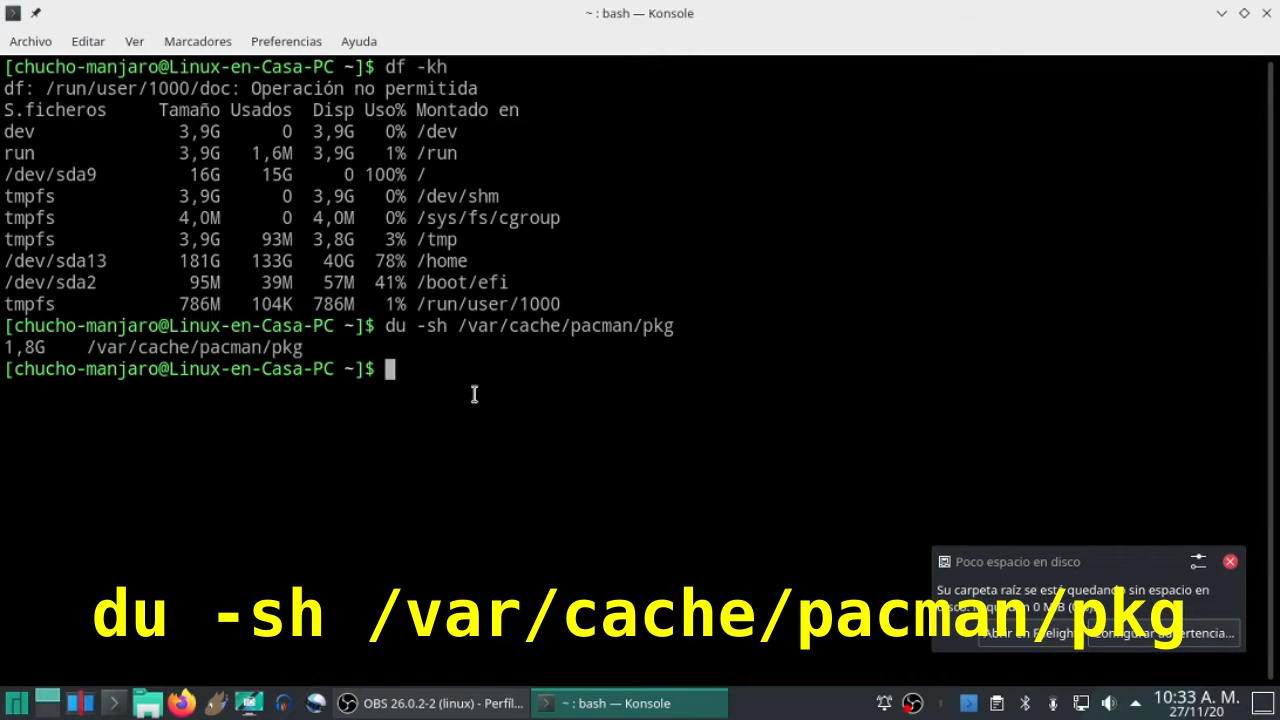 ~ : bash — Konsole
Archivo Editar Ver Marcadores Preferencias Ayuda
[chucho-manjaro@Linux-en-Casa-PC ~]$ df -kh
df: /run/user/1000/doc: Operación no permitida
S.ficheros Tamaño Usados Disp Uso% Montado en
dev 3,9G 0 3,9G 0% /dev
run 3,9G 1,6M 3,9G 1% /run
/dev/sda9 16G 15G 0 100% /
tmpfs 3,9G 0 3,9G 0% /dev/shm
tmpfs 4,0M 0 4,0M 0% /sys/fs/cgroup
tmpfs 3,9G 93M 3,8G 3% /tmp
/dev/sda13 181G 133G 40G 78% /home
/dev/sda2 95M 39M 57M 41% /boot/efi
tmpfs 786M 104K 786M 1% /run/user/1000
[chucho-manjaro@Linux-en-Casa-PC ~]$ du -sh /var/cache/pacman/pkg
1,8G /var/cache/pacman/pkg
[chucho-manjaro@Linux-en-Casa-PC ~]$
Poco espacio en disco
Su carpeta raíz se está quedando sin espacio en
0 MiB
Abrir en
advertencia...
du -sh /var/cache/pacman/pkg
OBS 26.0.2-2 (linux) - Perfil... ~ : bash — Konsole 10:33 A. M.
27/11/20